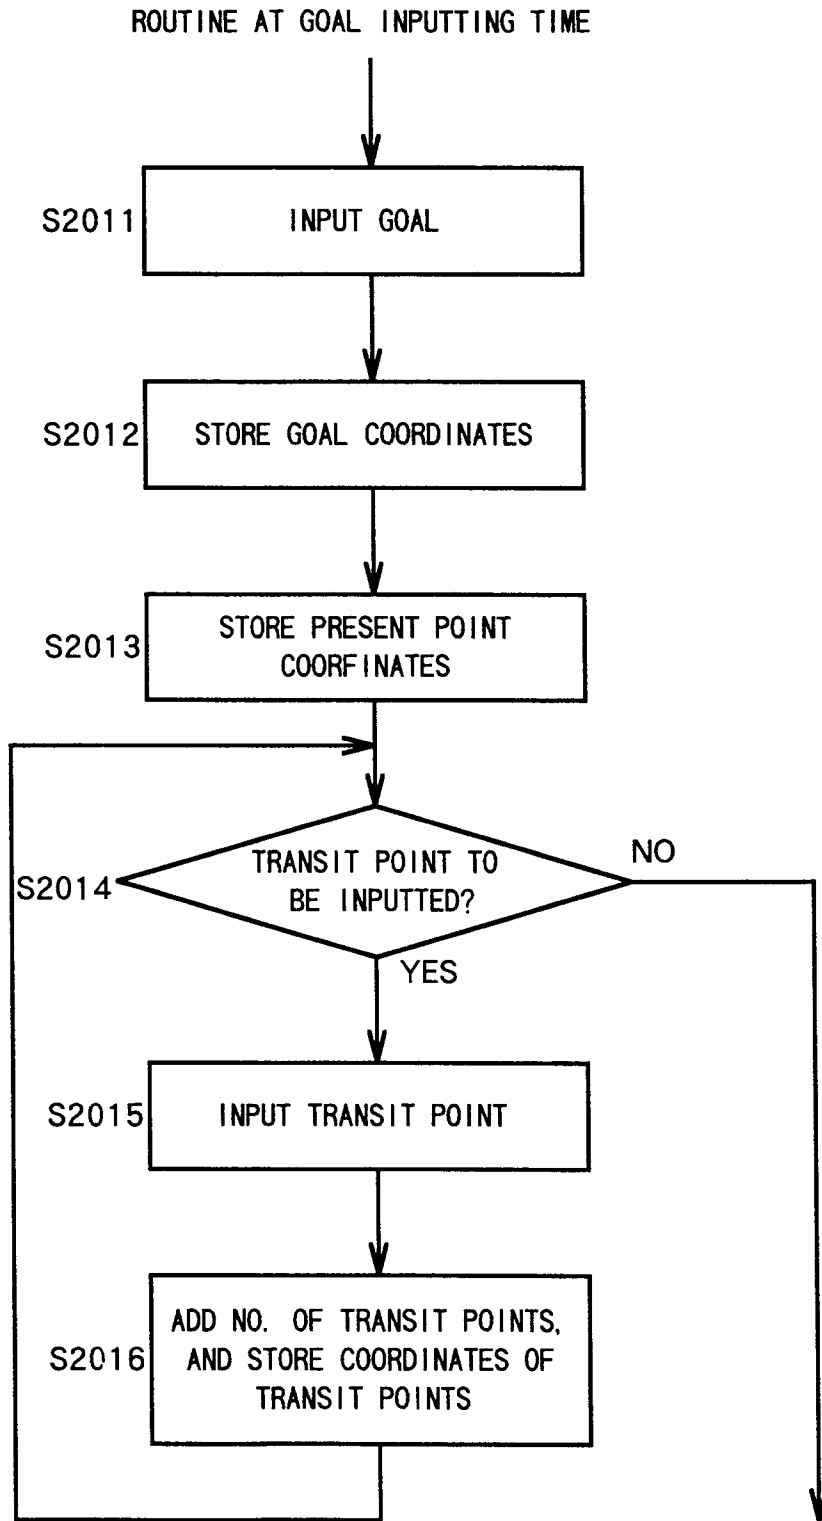 ROUTINE AT GOAL INPUTTING TIME
S2011
INPUT GOAL
S2012
STORE GOAL COORDINATES
S2013
STORE PRESENT POINT
COORFINATES
S2014
TRANSIT POINT TO
BE INPUTTED?
NO
YES
S2015
INPUT TRANSIT POINT
S2016
ADD NO. OF TRANSIT POINTS,
AND STORE COORDINATES OF
TRANSIT POINTS